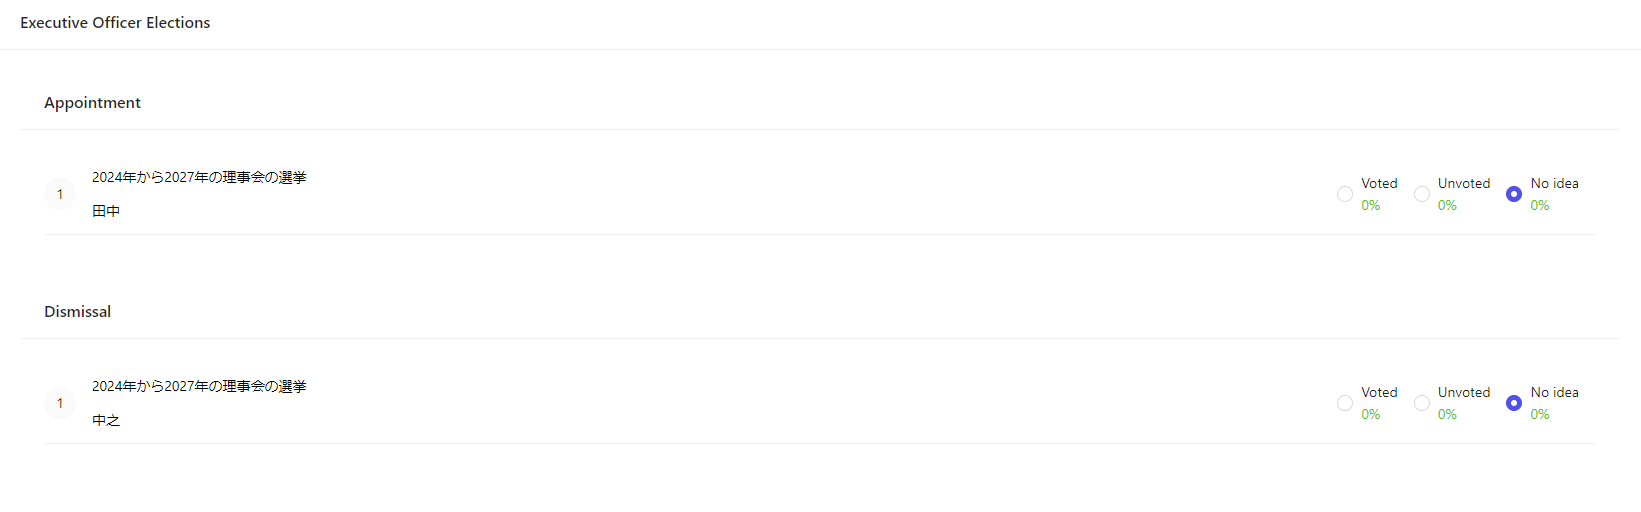 Executive Officer Elections
Appointment
1
2024年から2027年の理事会の選挙
田中
Voted
0%
Unvoted
0%
No idea
0%
Dismissal
1
2024年から2027年の理事会の選挙
中之
Voted
0%
Unvoted
0%
No idea
0%